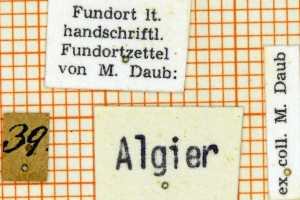 Fundort lt.
handschriftl.
Fundortzettel
von M. Daub:
39.
Algier
ex coll. M. Daub